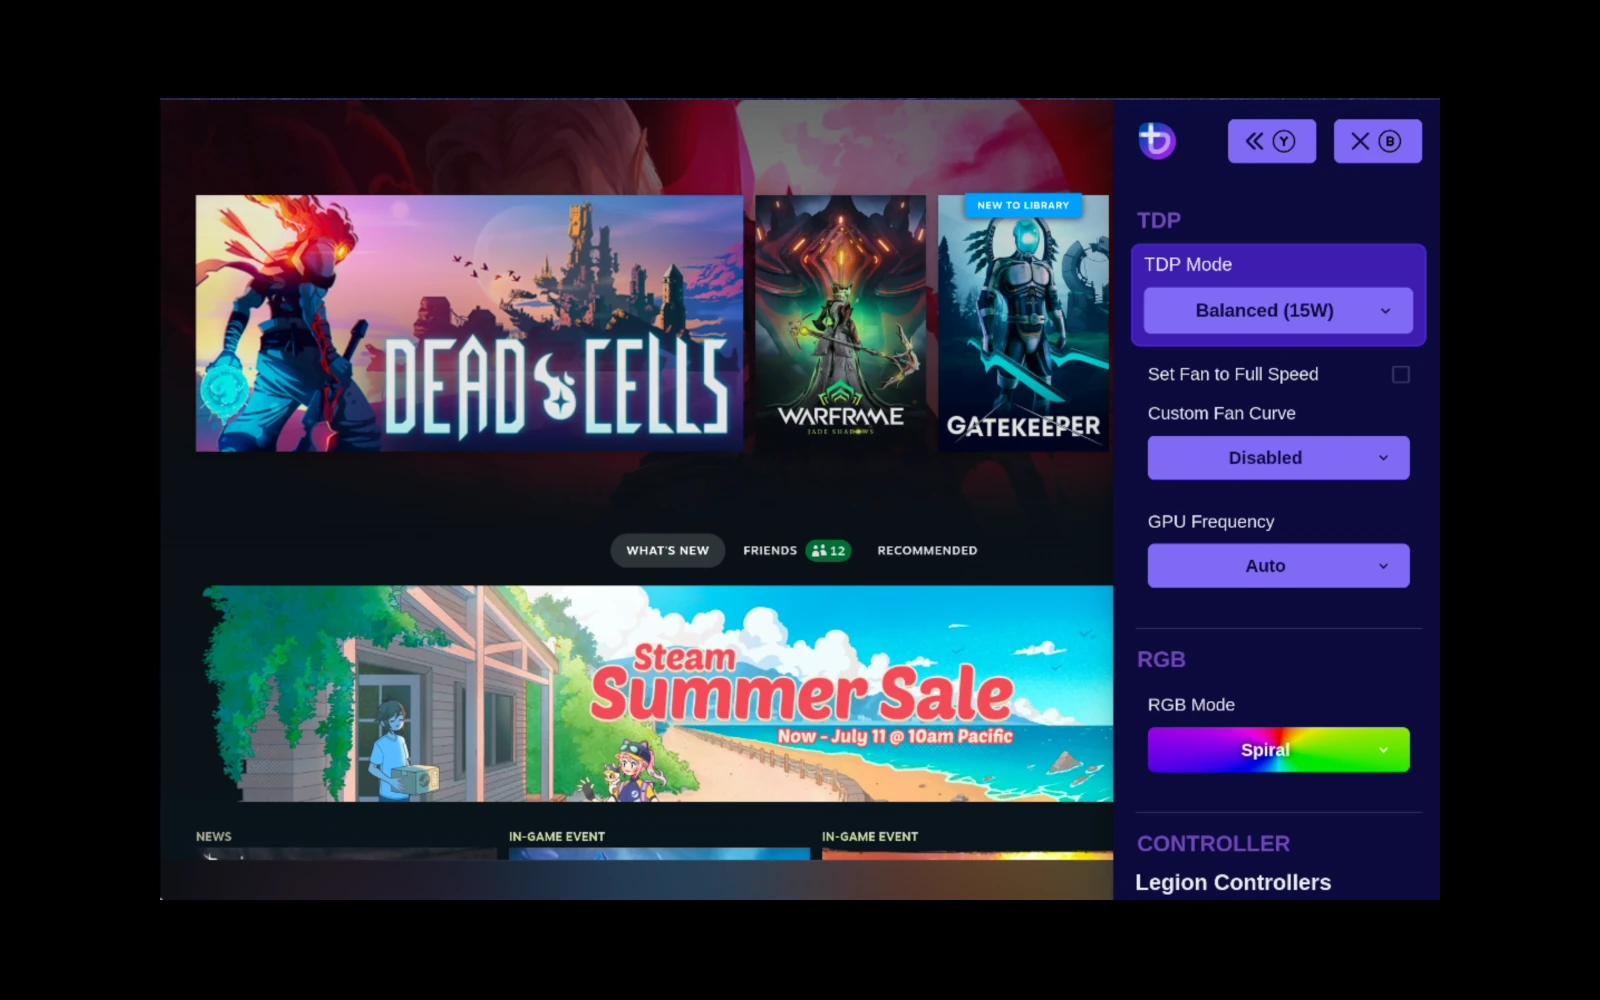 Y
B
NEW TO LIBRARY
DEAD CELLS
WARFRAME
JADE SHADOWS
GATEKEEPER
TDP
TDP Mode
Balanced (15W)
Set Fan to Full Speed
Custom Fan Curve
Disabled
GPU Frequency
Auto
WHAT'S NEW
FRIENDS 12
RECOMMENDED
Steam
Summer Sale
Now - July 11 @ 10am Pacific
NEWS
IN-GAME EVENT
IN-GAME EVENT
RGB
RGB Mode
Spiral
CONTROLLER
Legion Controllers